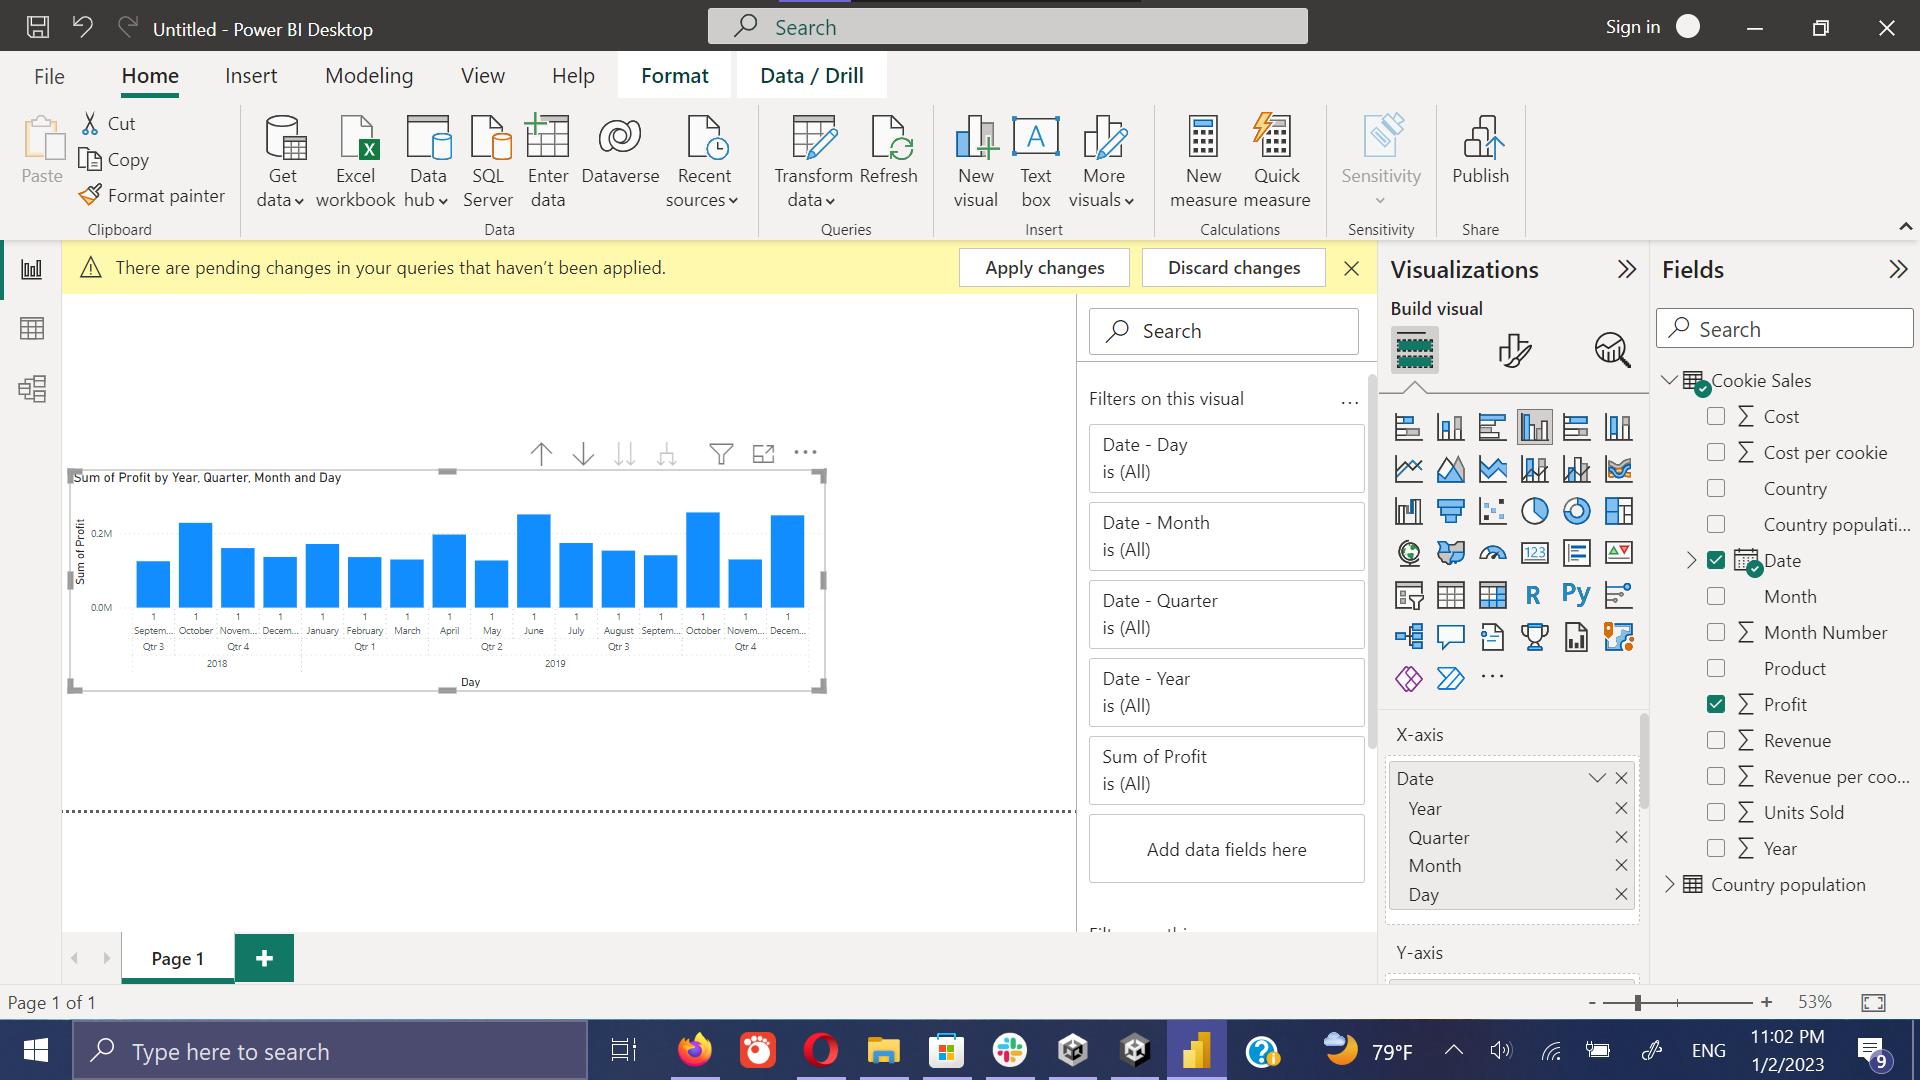 Untitled - Power BI Desktop
Search
Sign in
File
Home
Insert
Modeling
View
Help
Format
Data / Drill
Paste
Cut
Copy
Format painter
Clipboard
Get data
Excel workbook
Data hub
SQL Server
Enter data
Dataverse
Recent sources
Data
Transform data
Refresh
Queries
New visual
Text box
More visuals
Insert
New measure
Quick measure
Calculations
Sensitivity
Sensitivity
Publish
Share
There are pending changes in your queries that haven't been applied.
Apply changes
Discard changes
Sum of Profit by Year, Quarter, Month and Day
Sum of Profit
0.2M
0.0M
1 1 1 1 1 1 1 1 1 1 1 1 1 1 1 1
Septem... October Novem... Decem... January February March April May June July August Septem... October Novem... Decem...
Qtr 3 Qtr 4 Qtr 1 Qtr 2 Qtr 3 Qtr 4
2018 2019
Day
Search
Filters on this visual
...
Date - Day
is (All)
Date - Month
is (All)
Date - Quarter
is (All)
Date - Year
is (All)
Sum of Profit
is (All)
Add data fields here
Visualizations
Build visual
123
R
Py
...
X-axis
Date
Year
Quarter
Month
Day
Y-axis
Fields
Search
Cookie Sales
Cost
Cost per cookie
Country
Country populati...
Date
Month
Month Number
Product
Profit
Revenue
Revenue per coo...
Units Sold
Year
Country population
Page 1
Page 1 of 1
- + 53%
Type here to search
79°F
ENG
11:02 PM
1/2/2023
9